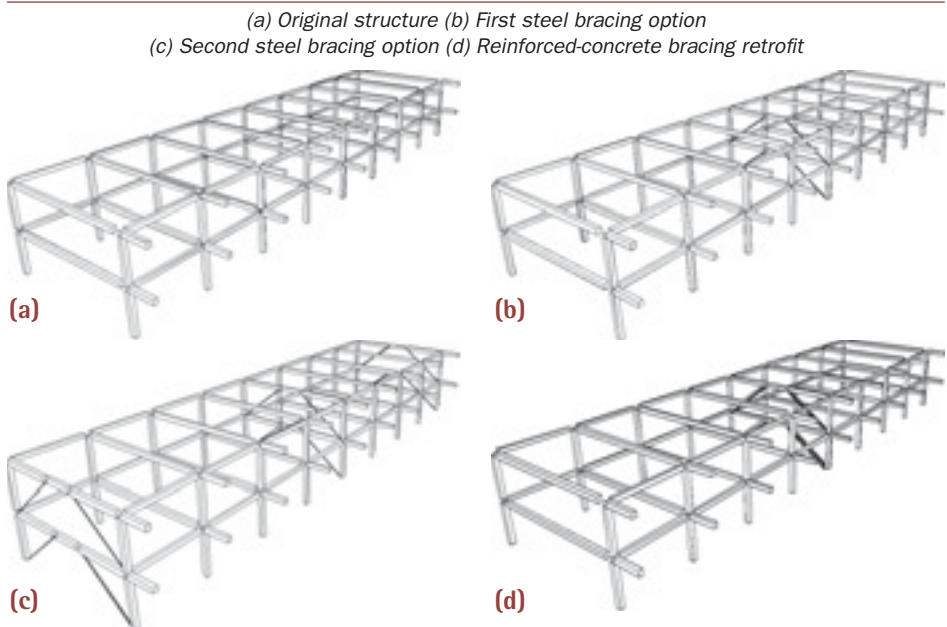 (a) Original structure (b) First steel bracing option
(c) Second steel bracing option (d) Reinforced-concrete bracing retrofit
(a)
(b)
(c)
(d)